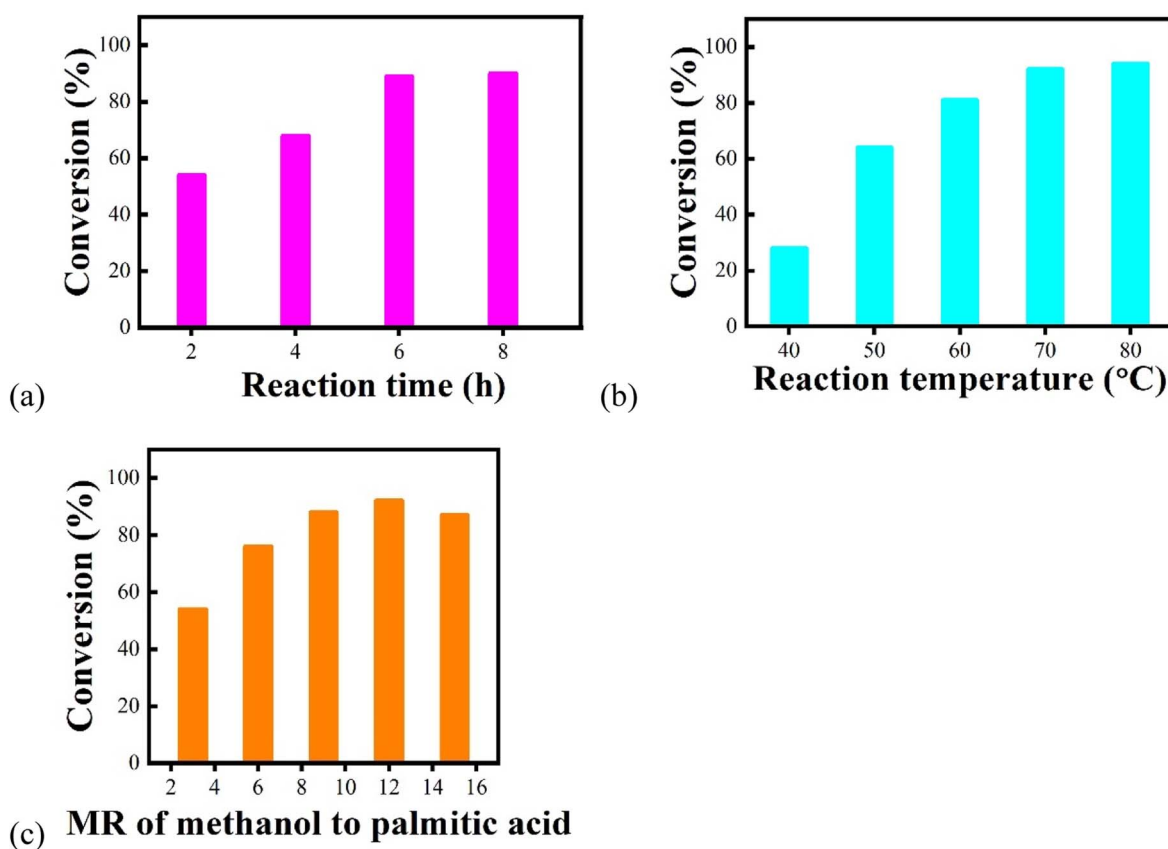 Conversion (%)
100
80
60
40
20
0
2 4 6 8
Reaction time (h)
(a)
Conversion (%)
100
80
60
40
20
0
40 50 60 70 80
Reaction temperature (°C)
(b)
Conversion (%)
100
80
60
40
20
0
2 4 6 8 10 12 14 16
MR of methanol to palmitic acid
(c)